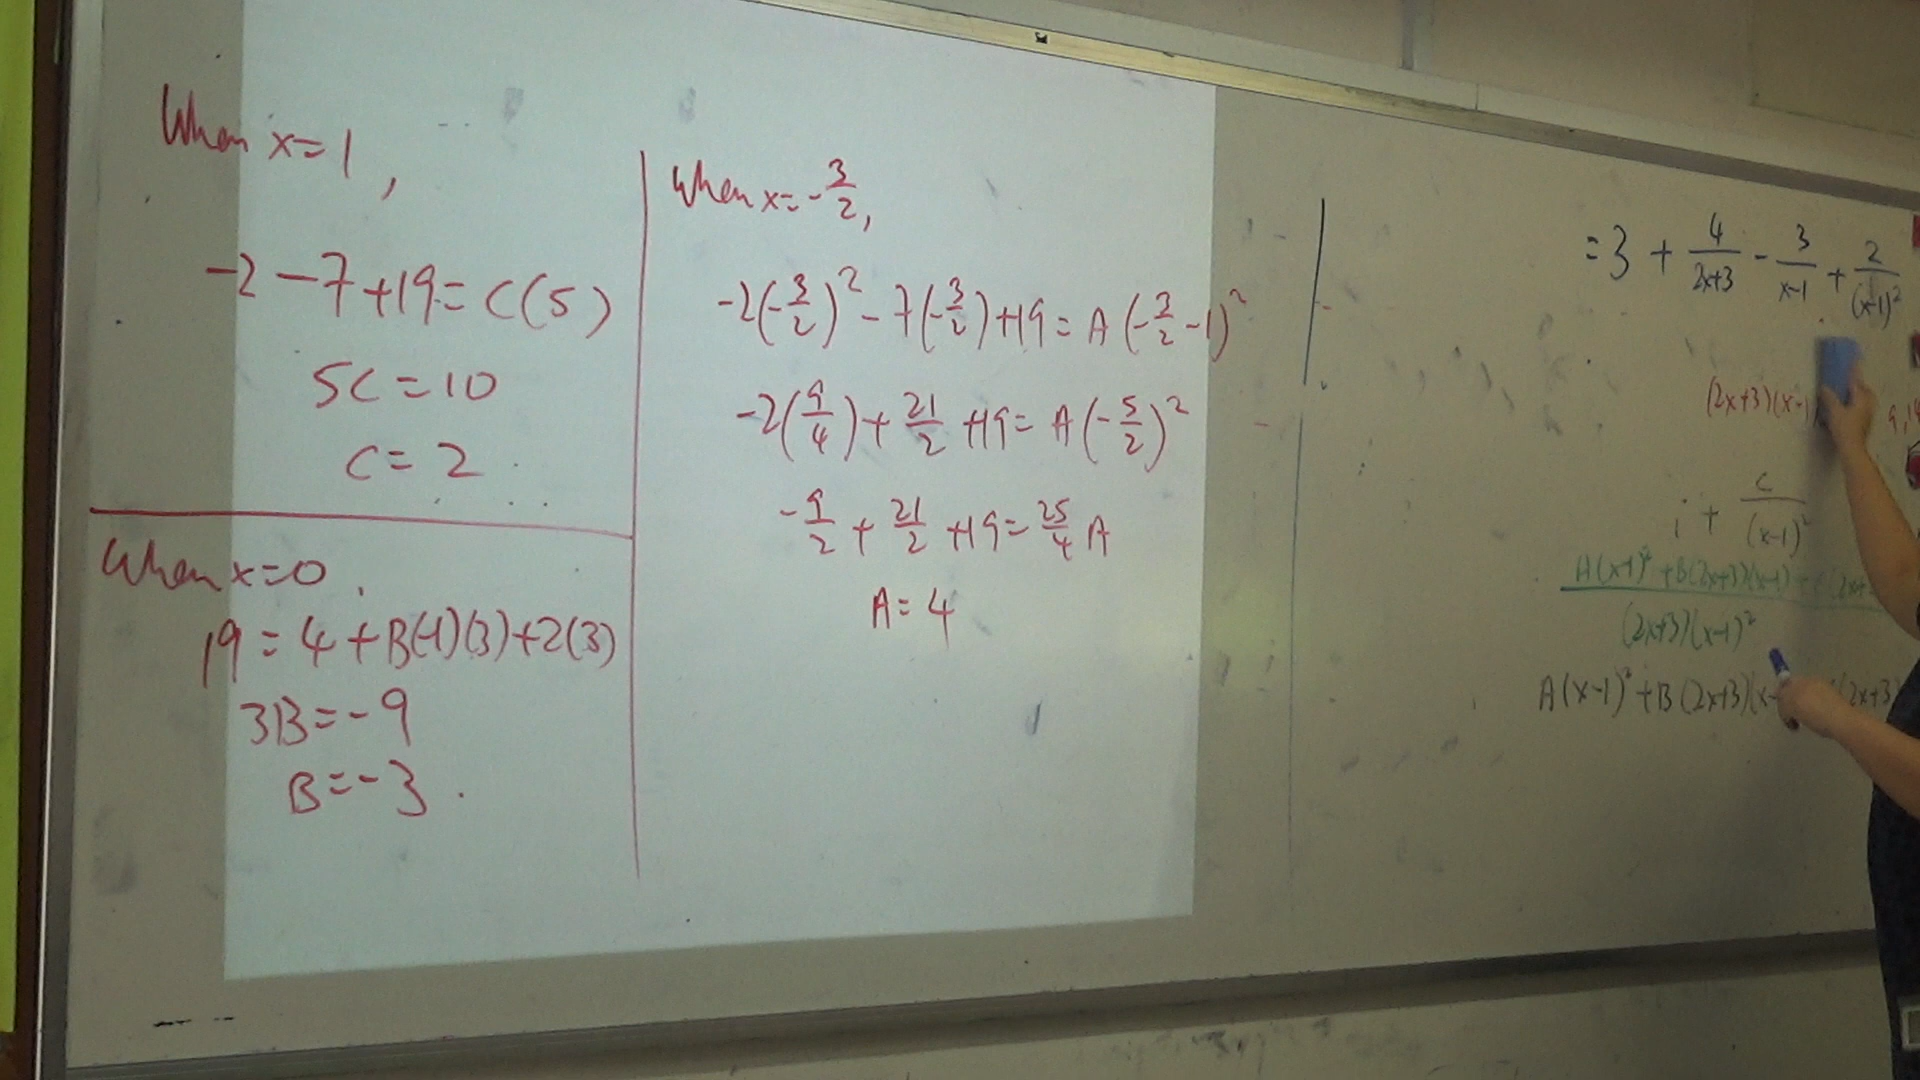 When x=1,
-2-7+19=C(5)
5C=10
C=2
When x=0,
19=4+B(-1)(3)+2(3)
3B=-9
B=-3.
When x=-3/2,
-2(-3/2)²-7(-3/2)+19=A(-3/2-1)²
-2(9/4)+21/2+19=A(-5/2)²
-9/2+21/2+19=25/4 A
A=4
=3+4/(2x+3)-3/(x-1)+2/(x-1)²
(2x+3)(x-1
+ C/(x-1)²
A(x-1)²+B(2x+3)(x-1)+
(2x+3)(x-1)²
A(x-1)²+B(2x+3)(x- (2x+3)